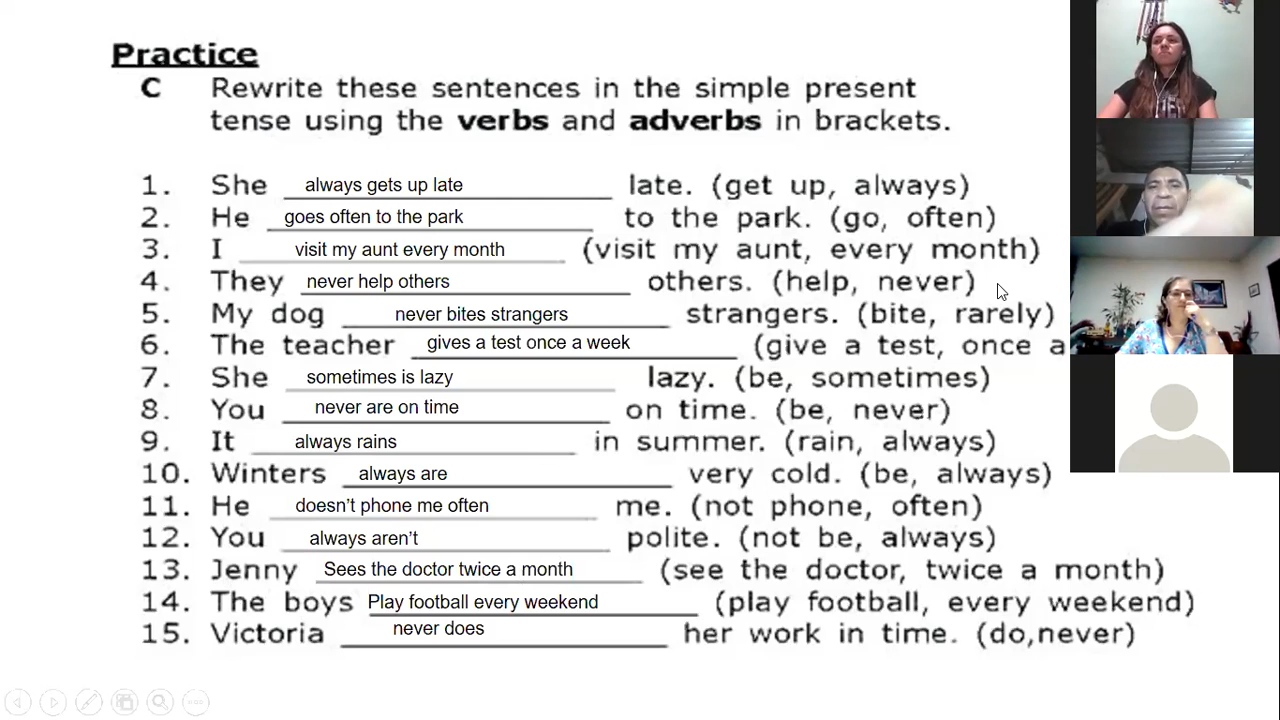 Practice
C Rewrite these sentences in the simple present
tense using the verbs and adverbs in brackets.
1. She always gets up late late. (get up, always)
2. He goes often to the park to the park. (go, often)
3. I visit my aunt every month (visit my aunt, every month)
4. They never help others others. (help, never)
5. My dog never bites strangers strangers. (bite, rarely)
6. The teacher gives a test once a week (give a test, once a
7. She sometimes is lazy lazy. (be, sometimes)
8. You never are on time on time. (be, never)
9. It always rains in summer. (rain, always)
10. Winters always are very cold. (be, always)
11. He doesn’t phone me often me. (not phone, often)
12. You always aren’t polite. (not be, always)
13. Jenny Sees the doctor twice a month (see the doctor, twice a month)
14. The boys Play football every weekend (play football, every weekend)
15. Victoria never does her work in time. (do,never)